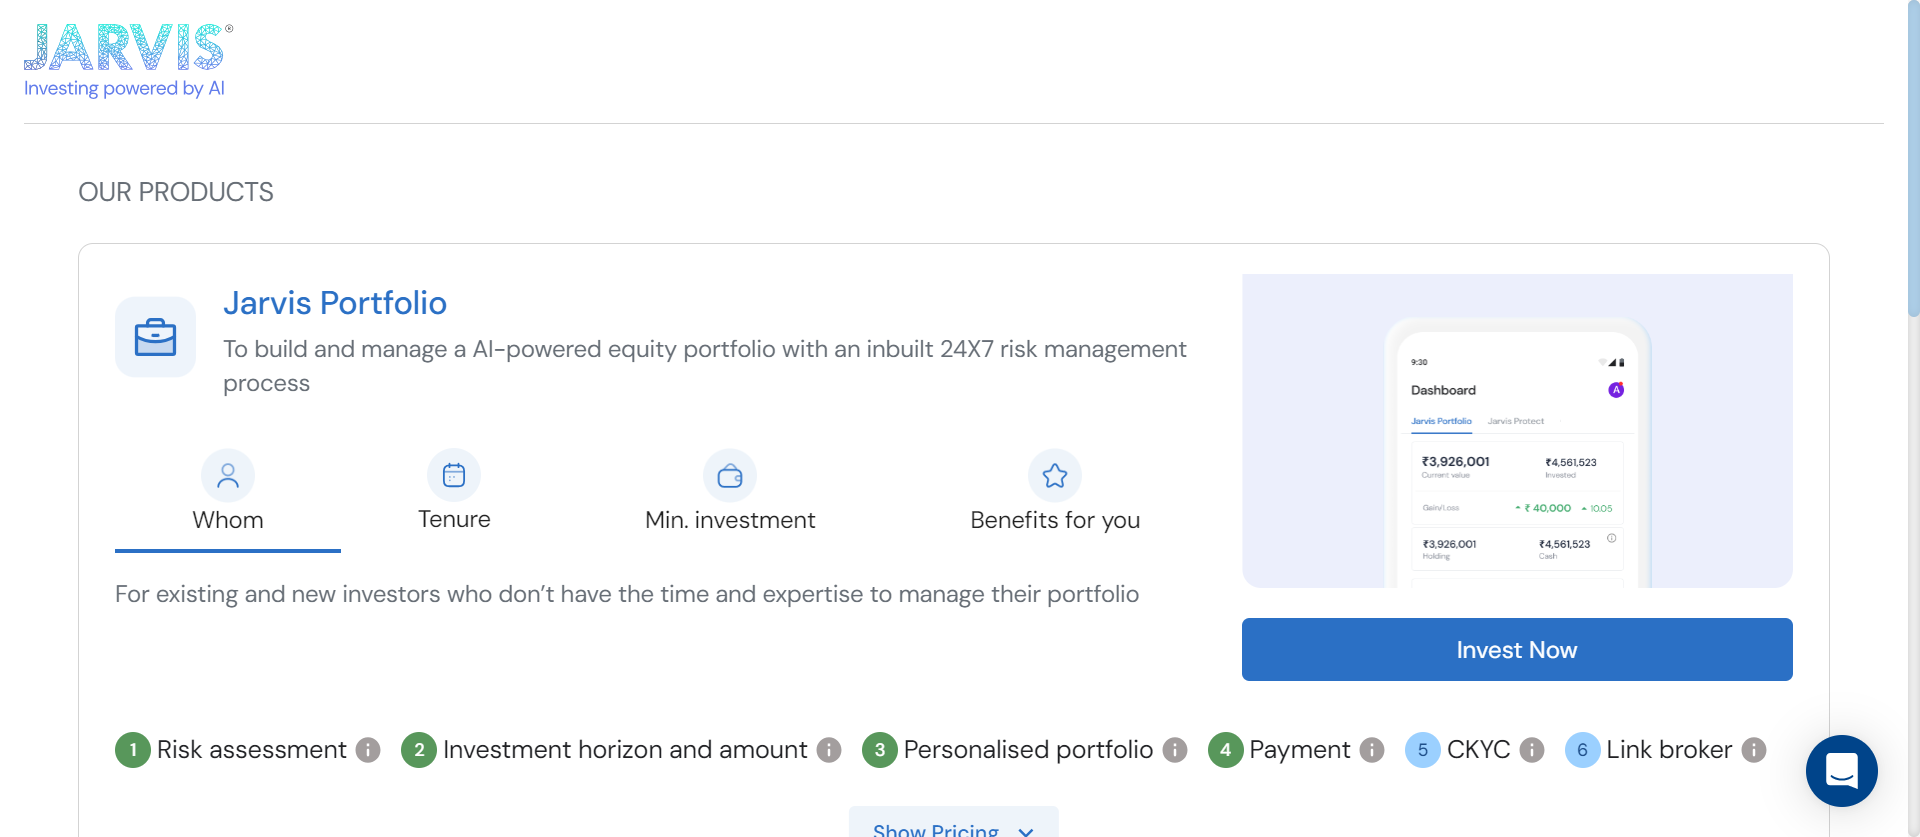 JARVIS®
Investing powered by AI
OUR PRODUCTS
Jarvis Portfolio
To build and manage a AI-powered equity portfolio with an inbuilt 24X7 risk management
process
Whom
Tenure
Min. investment
Benefits for you
For existing and new investors who don’t have the time and expertise to manage their portfolio
9:30
Dashboard
A
Jarvis Portfolio
Jarvis Protect
₹3,926,001
₹4,561,523
Current value
Invested
Gain/Loss
₹ 40,000
10.05
₹3,926,001
₹4,561,523
Holding
Cash
Invest Now
1 Risk assessment
2 Investment horizon and amount
3 Personalised portfolio
4 Payment
5 CKYC
6 Link broker
Show Pricing